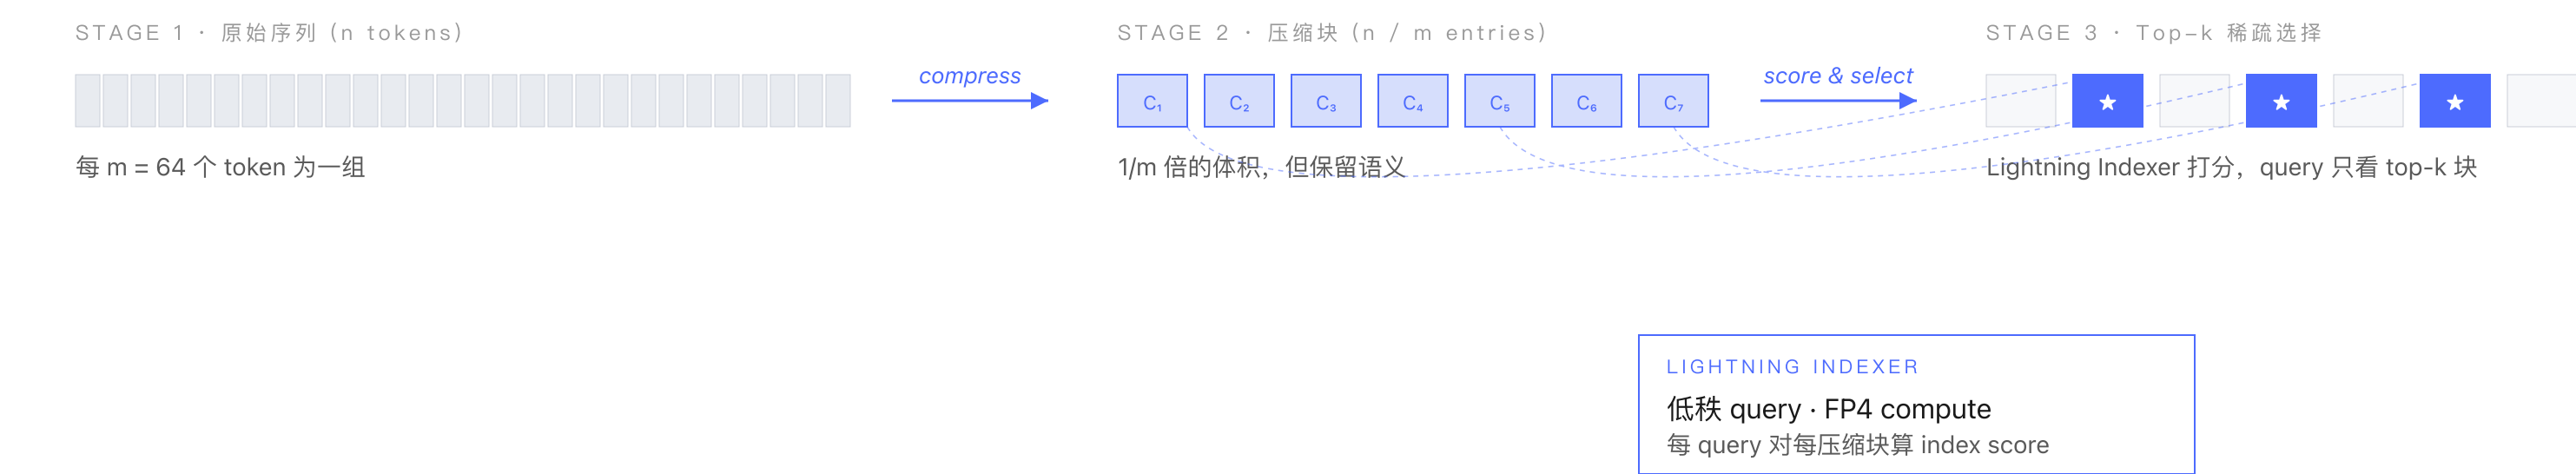 STAGE 1 · 原始序列 (n tokens)
compress
每 m = 64 个 token 为一组
STAGE 2 · 压缩块 (n / m entries)
C₁ C₂ C₃ C₄ C₅ C₆ C₇
score & select
1/m 倍的体积，但保留语义
STAGE 3 · Top-k 稀疏选择
★ ★ ★
Lightning Indexer 打分，query 只看 top-k 块
LIGHTNING INDEXER
低秩 query · FP4 compute
每 query 对每压缩块算 index score